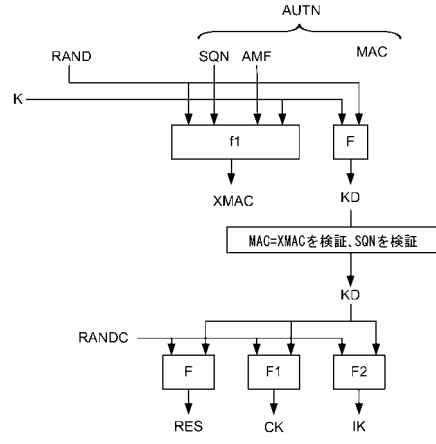 AUTN
RAND SQN AMF MAC
K
f1 F
XMAC KD
MAC=XMACを検証、SQNを検証
KD
RANDC
F F1 F2
RES CK IK